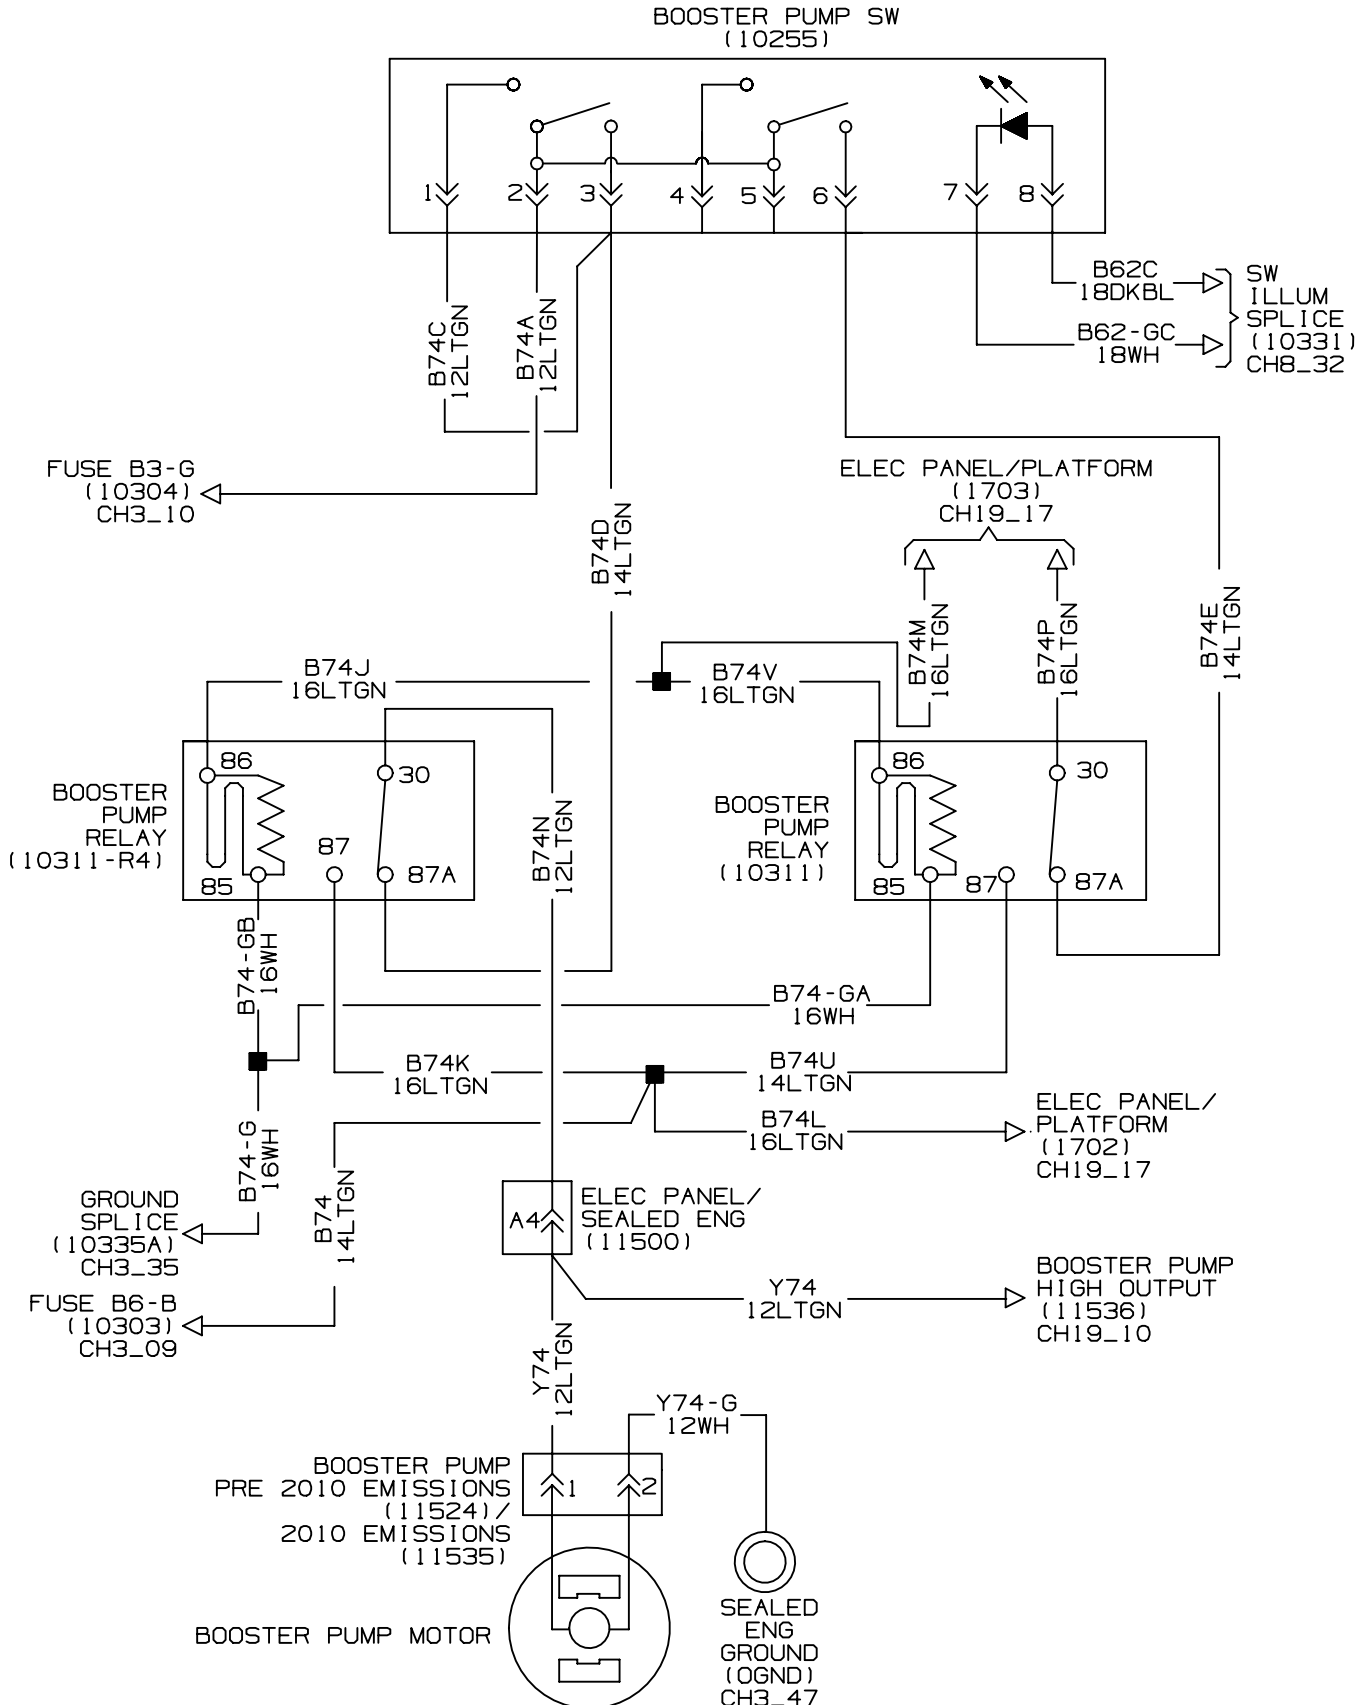 BOOSTER PUMP SW
(10255)
1
2
3
4
5
6
7
8
B62C
18DKBL
B62-GC
18WH
SW
ILLUM
SPLICE
(10331)
CH8_32
B74C
12LTGN
B74A
12LTGN
FUSE B3-G
(10304)
CH3_10
ELEC PANEL/PLATFORM
(1703)
CH19_17
B74D
14LTGN
B74M
16LTGN
B74P
16LTGN
B74E
14LTGN
B74J
16LTGN
B74V
16LTGN
86
30
87
85
87A
BOOSTER
PUMP
RELAY
(10311-R4)
B74N
12LTGN
BOOSTER
PUMP
RELAY
(10311)
86
30
85
87
87A
B74-GB
16WH
B74-GA
16WH
B74K
16LTGN
B74U
14LTGN
B74L
16LTGN
ELEC PANEL/
PLATFORM
(1702)
CH19_17
B74-G
16WH
B74
14LTGN
GROUND
SPLICE
(10335A)
CH3_35
A4
ELEC PANEL/
SEALED ENG
(11500)
FUSE B6-B
(10303)
CH3_09
Y74
12LTGN
BOOSTER PUMP
HIGH OUTPUT
(11536)
CH19_10
Y74
12LTGN
Y74-G
12WH
BOOSTER PUMP
PRE 2010 EMISSIONS
(11524)/
2010 EMISSIONS
(11535)
1
2
BOOSTER PUMP MOTOR
SEALED
ENG
GROUND
(OGND)
CH3_47